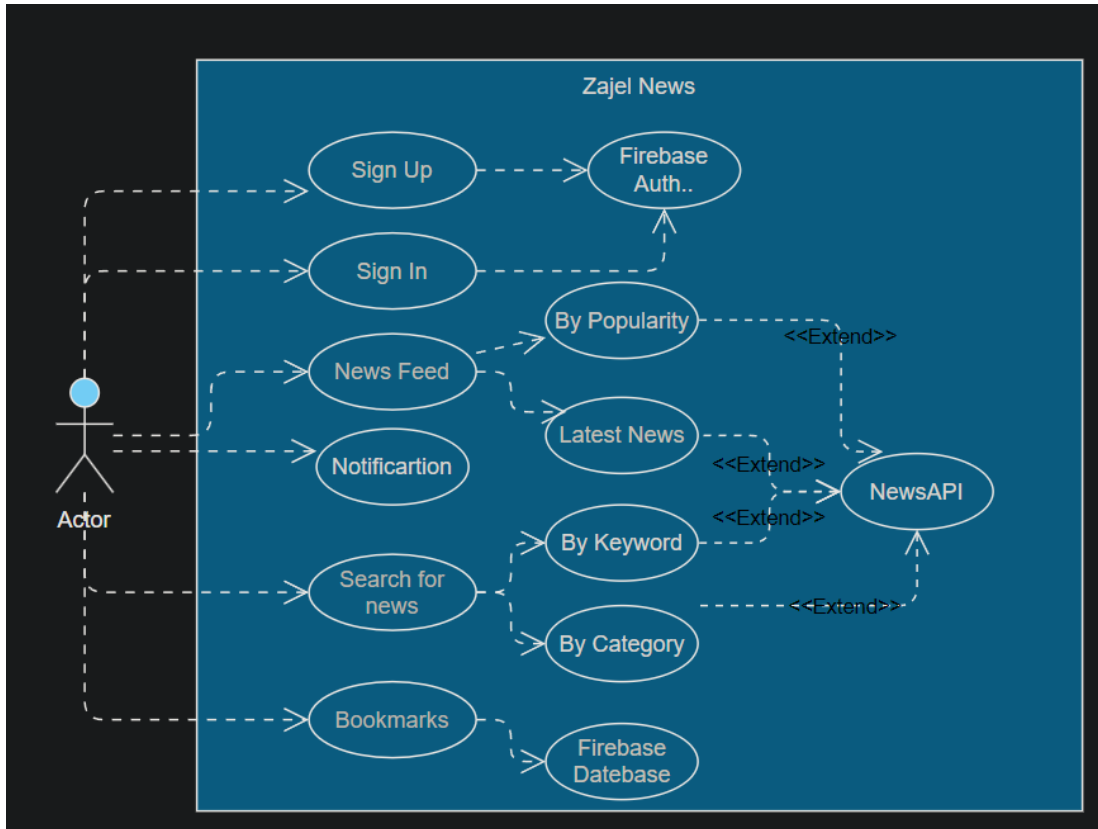 Zajel News
Sign Up
Firebase
Auth..
Sign In
By Popularity
<<Extend>>
News Feed
Latest News
<<Extend>>
Notificartion
NewsAPI
Actor
<<Extend>>
By Keyword
Search for
news
<<Extend>>
By Category
Bookmarks
Firebase
Datebase